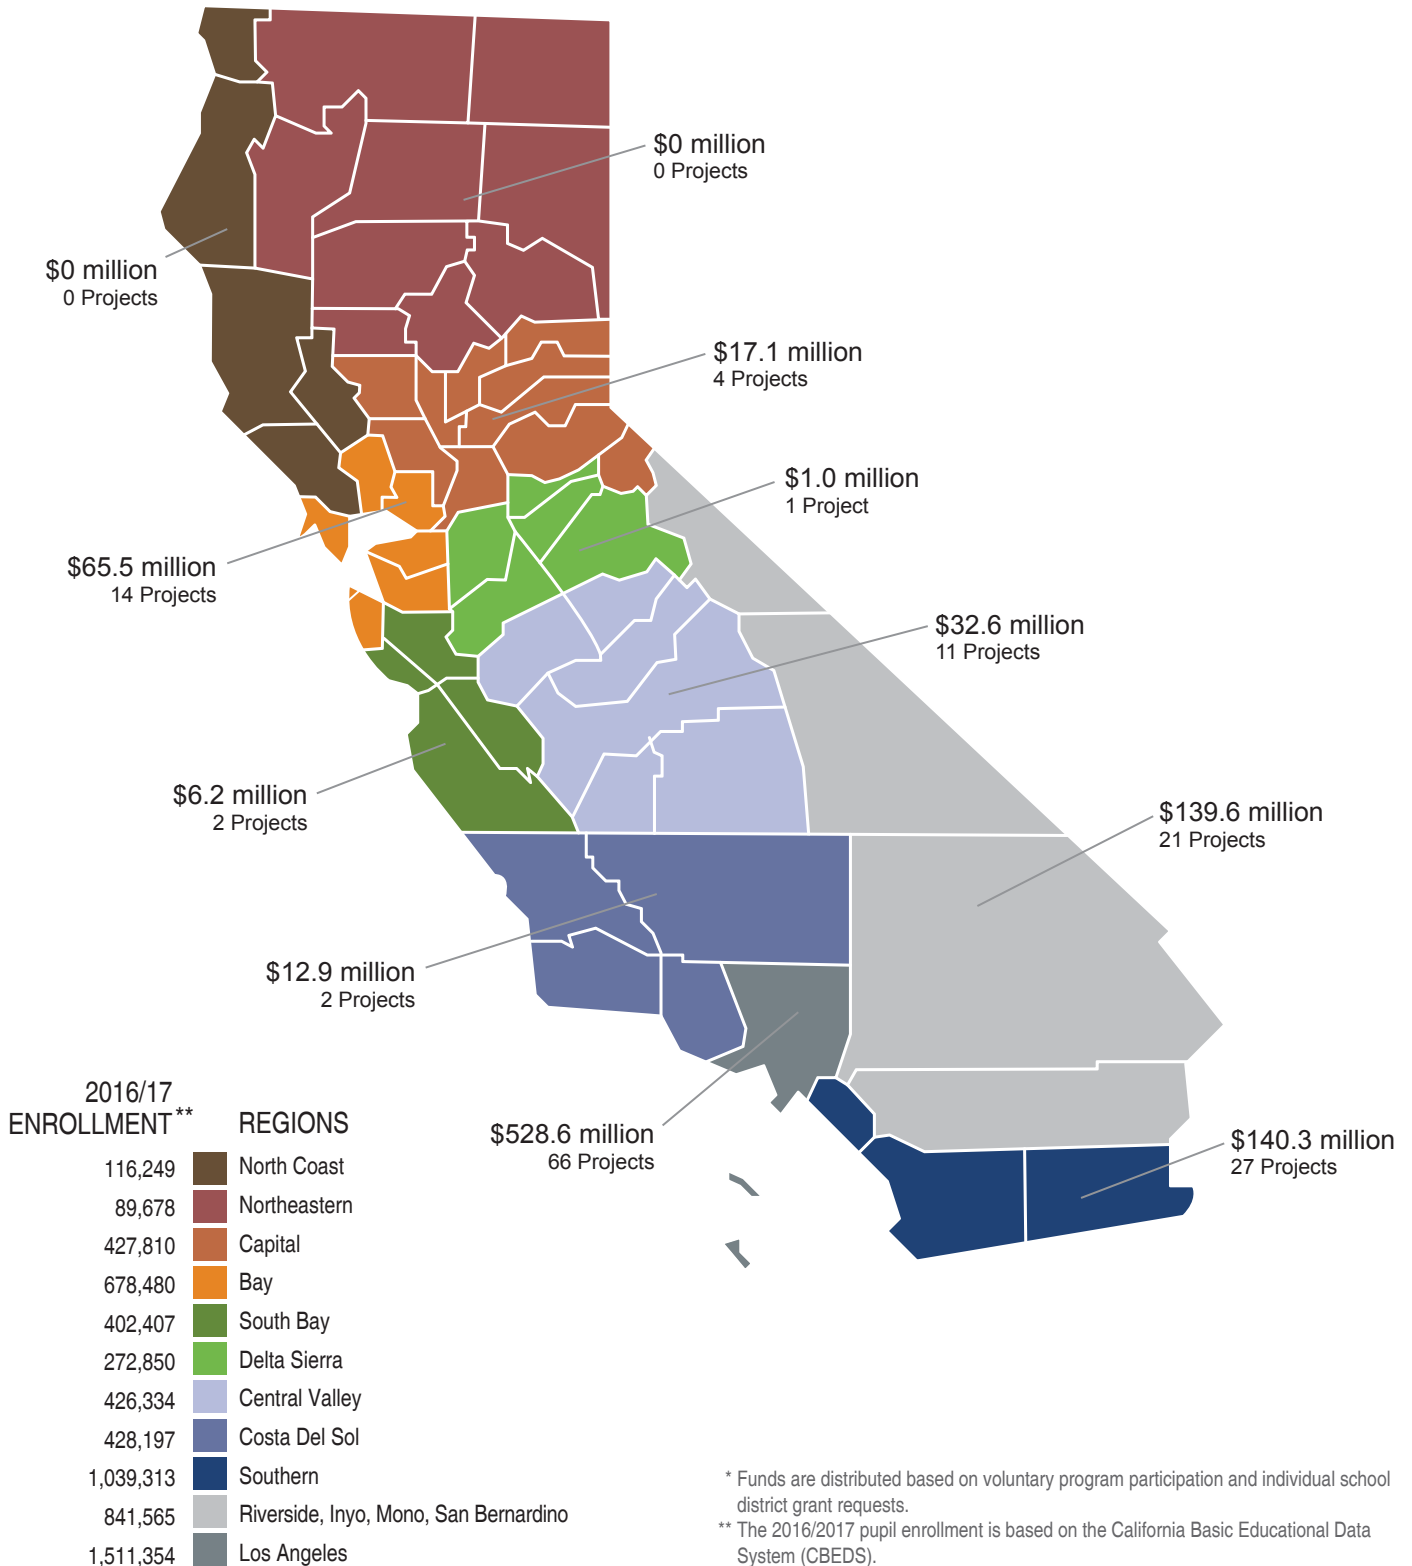 $0 million
0 Projects
$0 million
0 Projects
$17.1 million
4 Projects
$1.0 million
1 Project
$65.5 million
14 Projects
$32.6 million
11 Projects
$6.2 million
2 Projects
$139.6 million
21 Projects
$12.9 million
2 Projects
$528.6 million
66 Projects
$140.3 million
27 Projects
2016/17
ENROLLMENT** REGIONS
116,249 North Coast
89,678 Northeastern
427,810 Capital
678,480 Bay
402,407 South Bay
272,850 Delta Sierra
426,334 Central Valley
428,197 Costa Del Sol
1,039,313 Southern
841,565 Riverside, Inyo, Mono, San Bernardino
1,511,354 Los Angeles
* Funds are distributed based on voluntary program participation and individual school
district grant requests.
** The 2016/2017 pupil enrollment is based on the California Basic Educational Data
System (CBEDS).